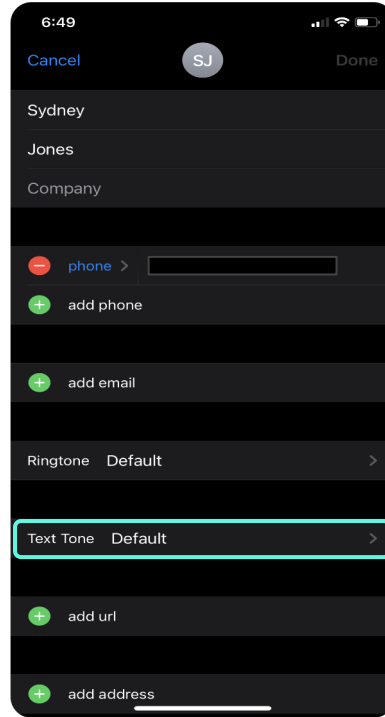 6:49
Cancel SJ Done
Sydney
Jones
Company
phone
add phone
add email
Ringtone Default
Text Tone Default
add url
add address